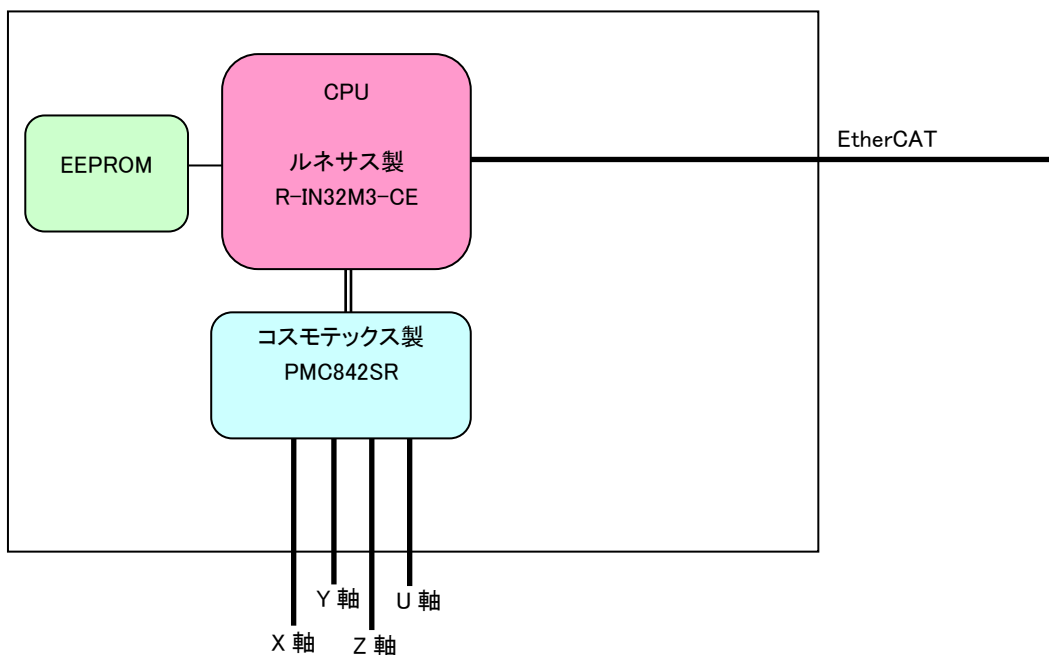 CPU
ルネサス製
R-IN32M3-CE
EEPROM
EtherCAT
コスモテックス製
PMC842SR
X 軸
Y 軸
Z 軸
U 軸